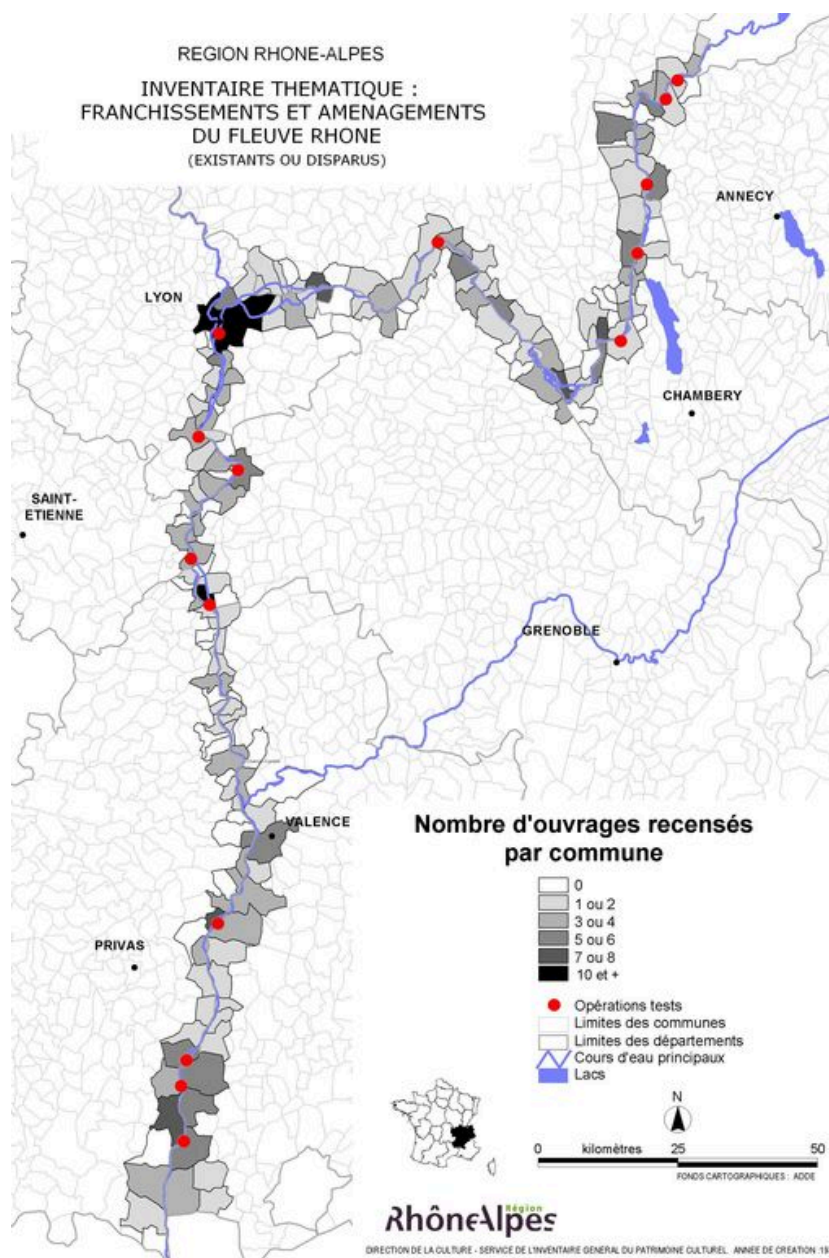 REGION RHONE-ALPES
INVENTAIRE THEMATIQUE :
FRANCHISSEMENTS ET AMENAGEMENTS
DU FLEUVE RHONE
(EXISTANTS OU DISPARUS)
ANNECY
LYON
CHAMBERY
SAINT-
ETIENNE
GRENOBLE
VALENCE
PRIVAS
Nombre d'ouvrages recensés
par commune
0
1 ou 2
3 ou 4
5 ou 6
7 ou 8
10 et +
Opérations tests
Limites des communes
Limites des départements
Cours d'eau principaux
Lacs
N
0 kilomètres 25 50
FONDS CARTOGRAPHIQUES : ADDE
Région
RhôneAlpes
DIRECTION DE LA CULTURE - SERVICE DE L'INVENTAIRE GENERAL DU PATRIMOINE CULTUREL ANNEE DE CREATION